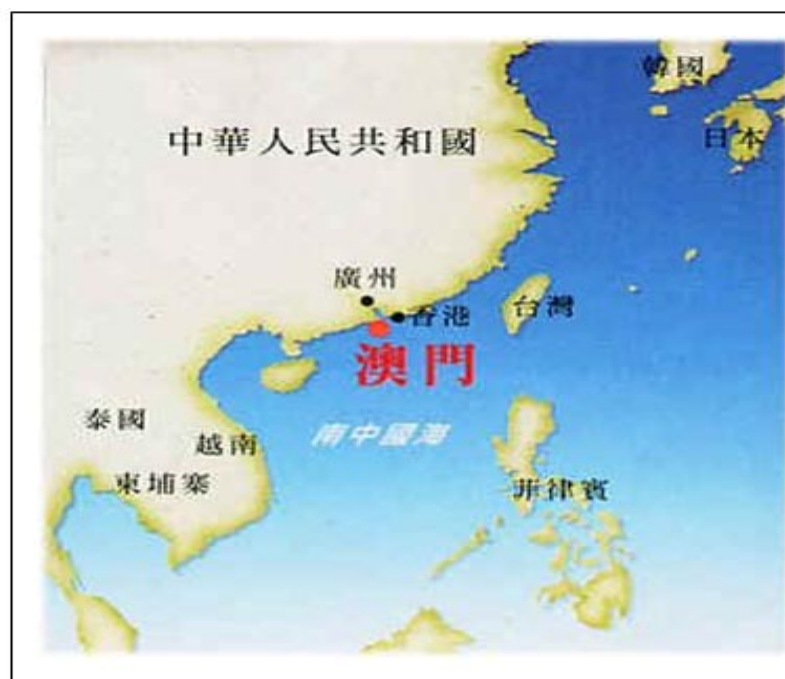 韓國
中華人民共和國
日本
廣州
香港
台灣
澳門
泰國
越南
南中國海
柬埔寨
菲律賓